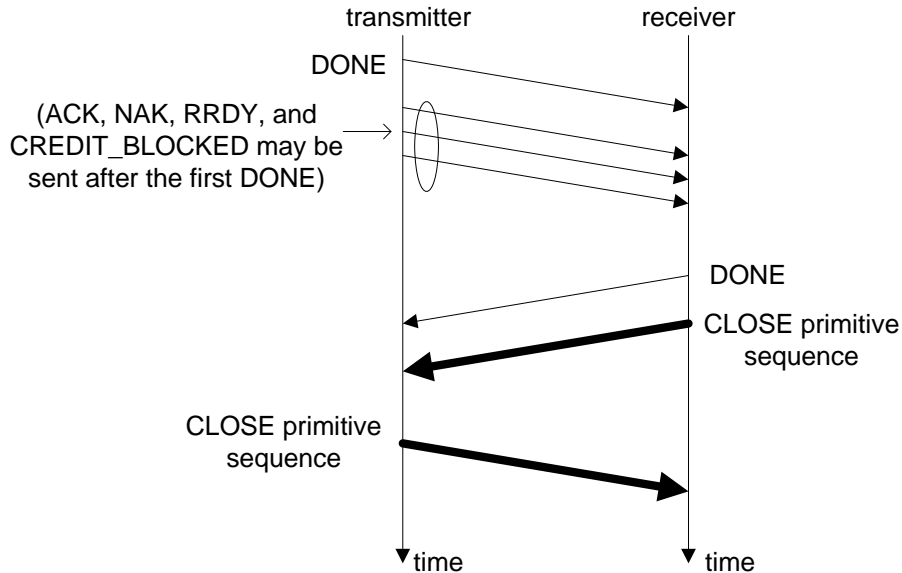 transmitter
receiver
DONE
(ACK, NAK, RRDY, and
CREDIT_BLOCKED may be
sent after the first DONE)
DONE
CLOSE primitive
sequence
CLOSE primitive
sequence
time
time